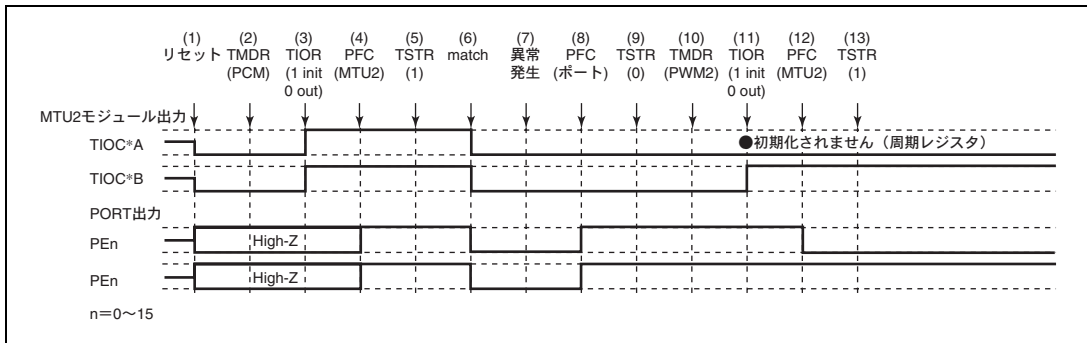 (1) (2) (3) (4) (5) (6) (7) (8) (9) (10) (11) (12) (13)
リセット TMDR TIOR PFC TSTR match 異常 PFC TSTR TMDR TIOR PFC TSTR
(PCM) (1 init (MTU2) (1) 発生 (ポート) (0) (PWM2) (1 init (MTU2) (1)
0 out) 0 out)
MTU2モジュール出力
TIOC*A ●初期化されません（周期レジスタ）
TIOC*B
PORT出力
PEn High-Z
PEn High-Z
n＝0～15